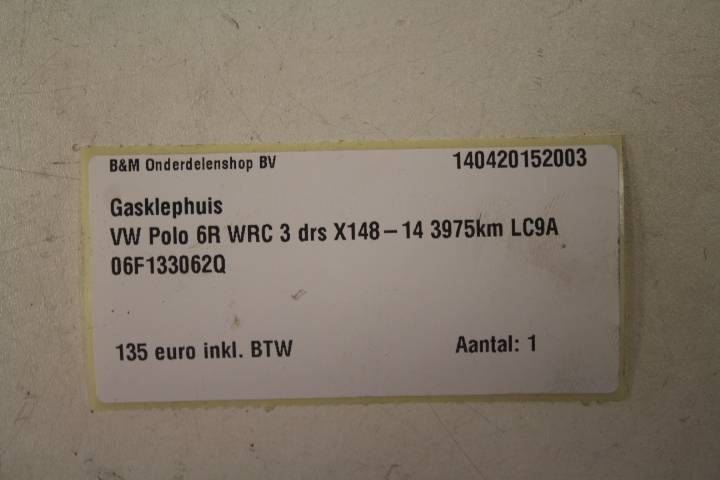 B&M Onderdelenshop BV 140420152003
Gasklephuis
VW Polo 6R WRC 3 drs X148-14 3975km LC9A
06F133062Q
135 euro inkl. BTW Aantal: 1